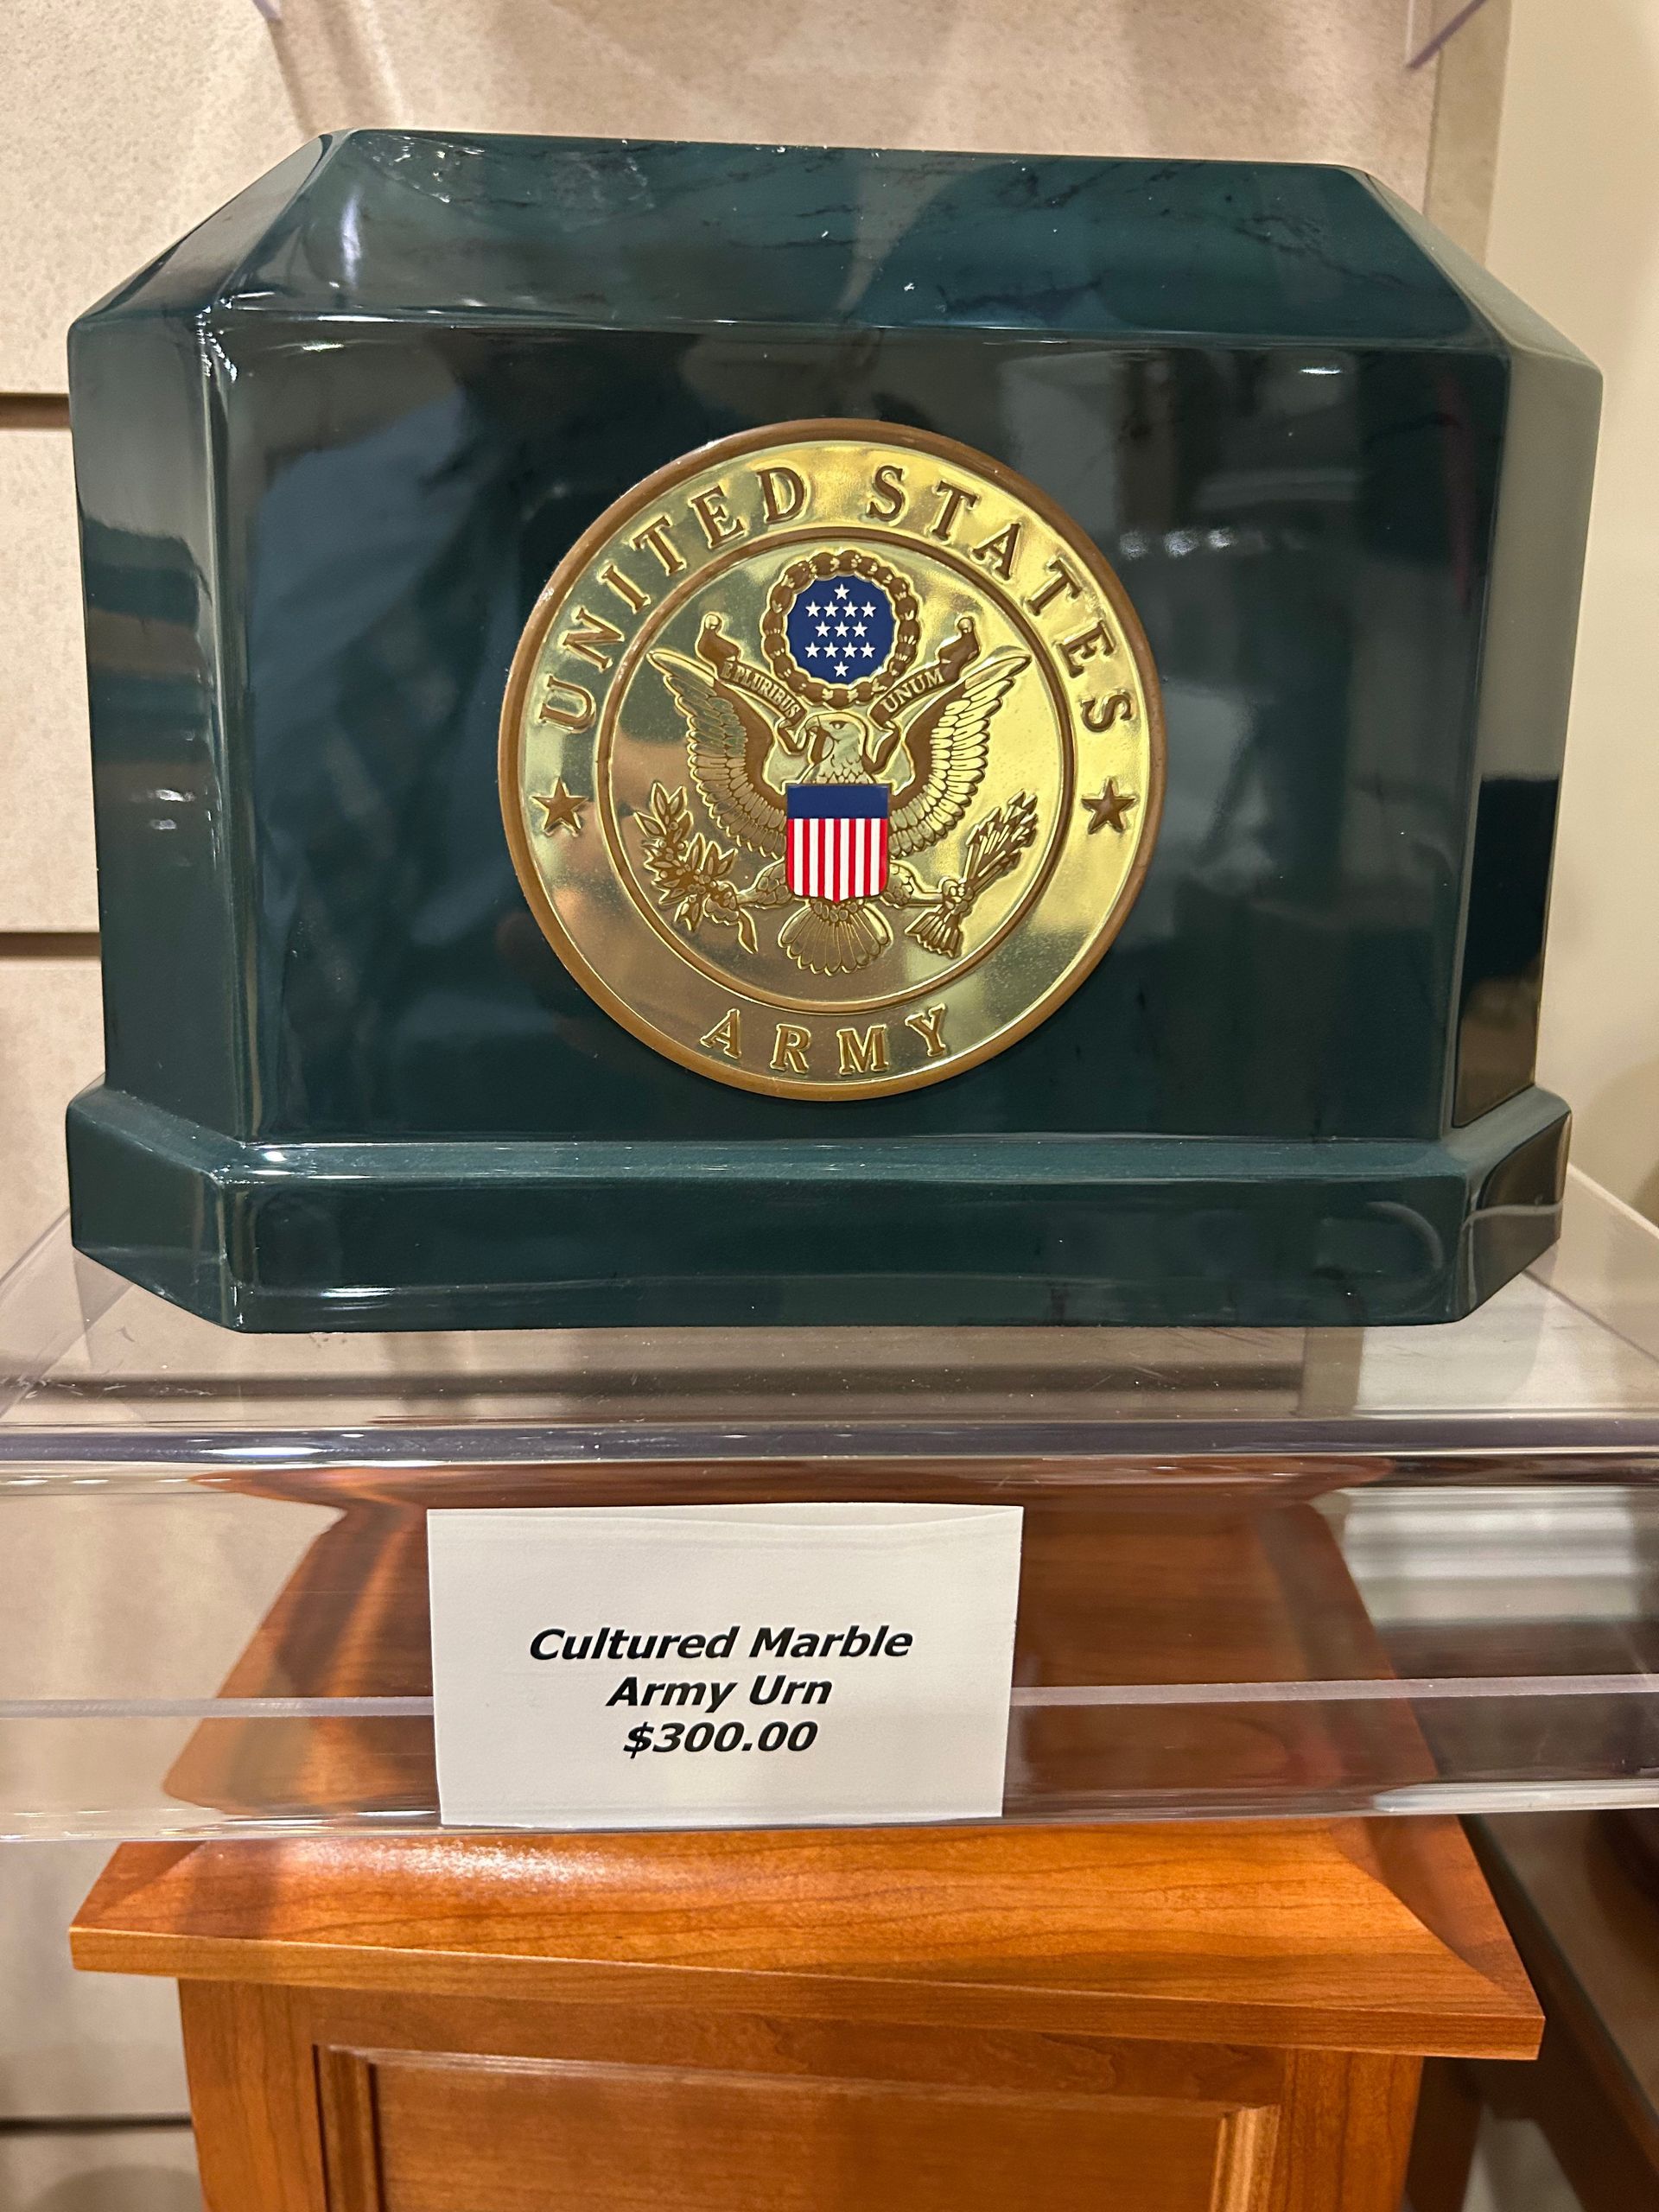 UNITED STATES
E PLURIBUS UNUM
ARMY
Cultured Marble
Army Urn
$300.00